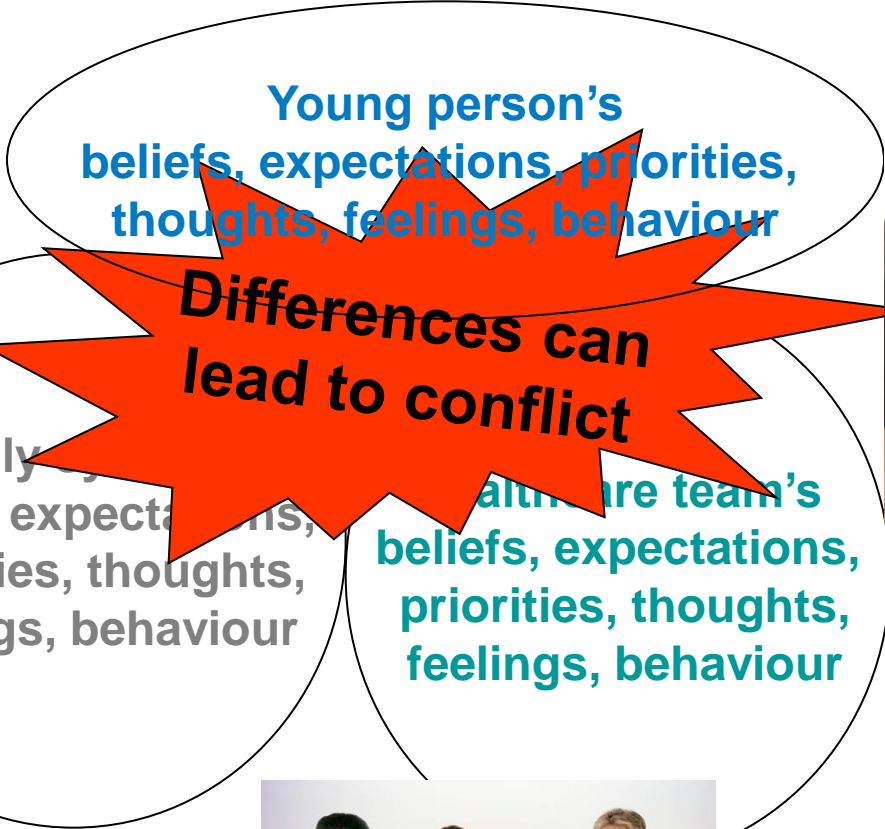 Young person’s
beliefs, expectations, priorities,
thoughts, feelings, behaviour
Differences can
lead to conflict
expectations,
thoughts,
behaviour
team’s
beliefs, expectations,
priorities, thoughts,
feelings, behaviour